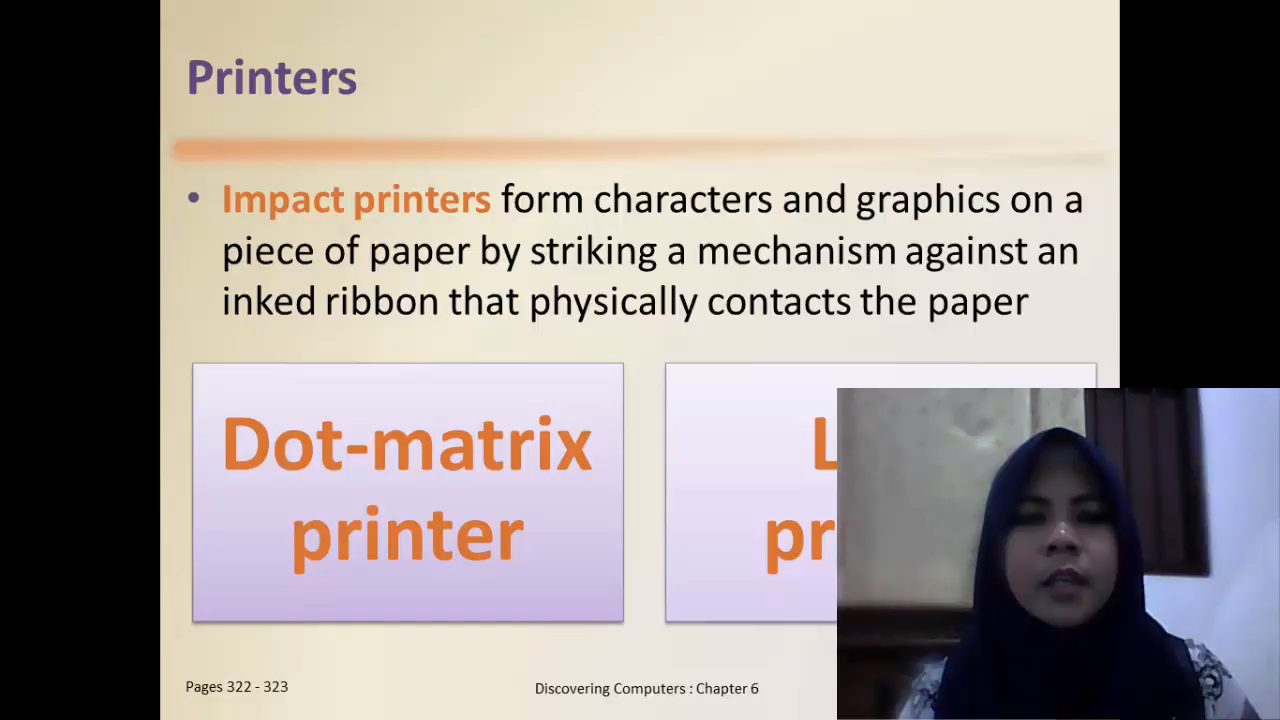 Printers
• Impact printers form characters and graphics on a
piece of paper by striking a mechanism against an
inked ribbon that physically contacts the paper
Dot-matrix
printer
Pages 322 - 323
Discovering Computers : Chapter 6